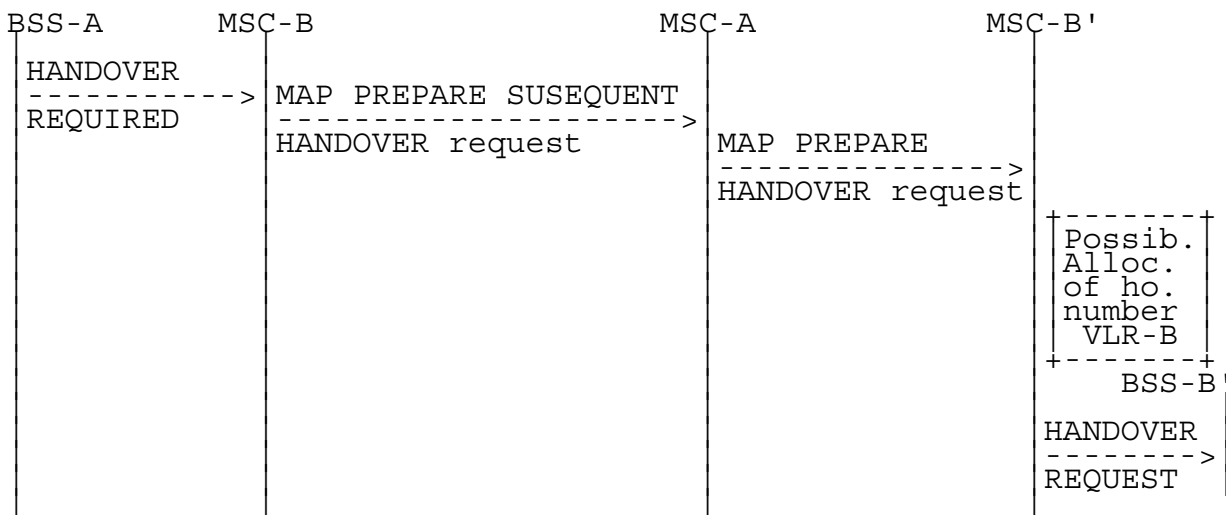 BSS-A MSC-B MSC-A MSC-B'
HANDOVER
REQUIRED
MAP PREPARE SUSEQUENT
HANDOVER request
MAP PREPARE
HANDOVER request
Possib.
Alloc.
of ho.
number
VLR-B
BSS-B'
HANDOVER
REQUEST